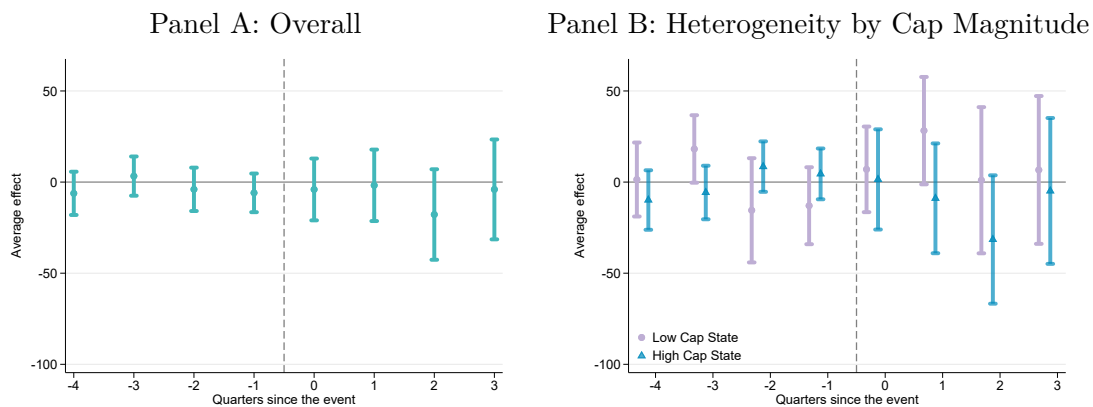 Panel A: Overall
50
0
-50
-100
Average effect
-4 -3 -2 -1 0 1 2 3
Quarters since the event
Panel B: Heterogeneity by Cap Magnitude
50
0
-50
-100
Average effect
Low Cap State
High Cap State
-4 -3 -2 -1 0 1 2 3
Quarters since the event